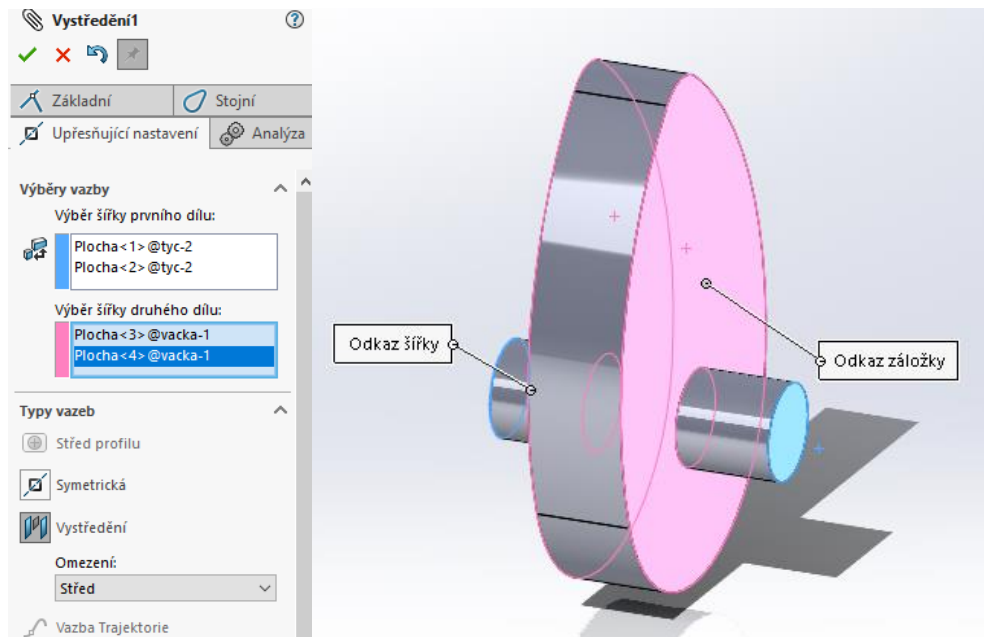 Vystředění1
Základní
Stojní
Upřesňující nastavení
Analýza
Výběry vazby
Výběr šířky prvního dílu:
Plocha<1>@tyc-2
Plocha<2>@tyc-2
Výběr šířky druhého dílu:
Plocha<3>@vacka-1
Plocha<4>@vacka-1
Typy vazeb
Střed profilu
Symetrická
Vystředění
Omezení:
Střed
Vazba Trajektorie
Odkaz šířky
Odkaz záložky